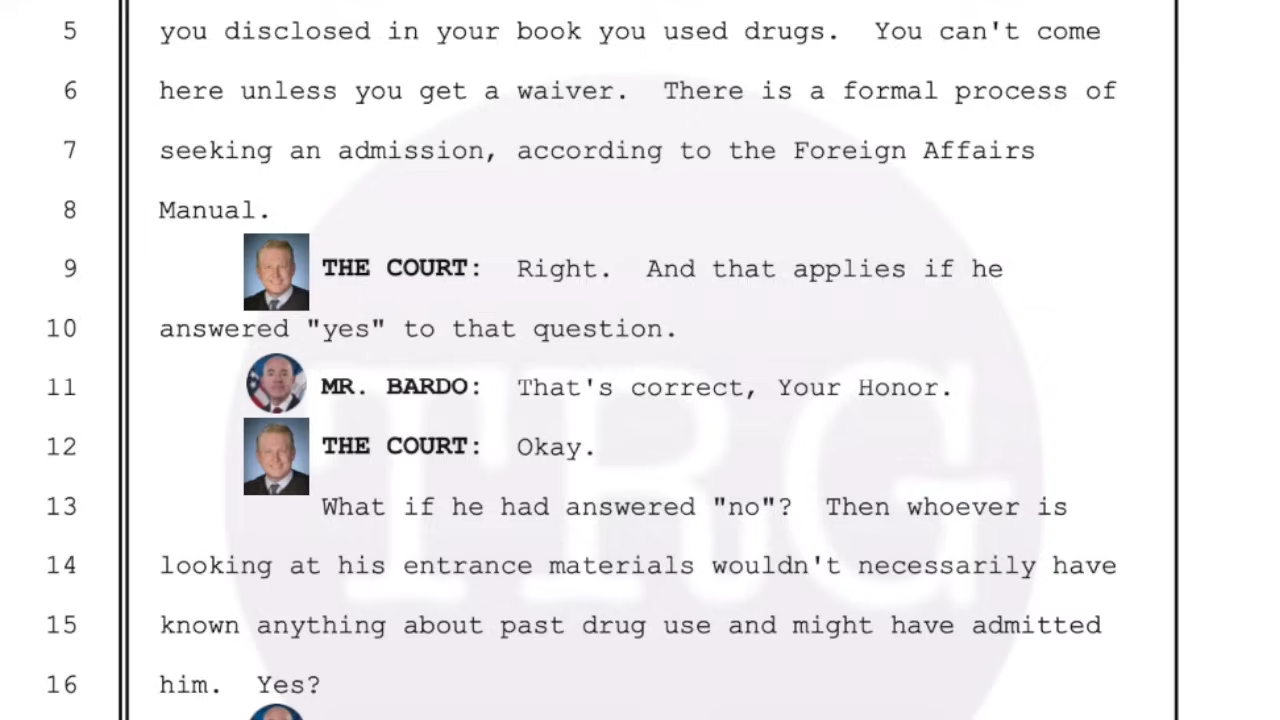 5 you disclosed in your book you used drugs. You can't come
6 here unless you get a waiver. There is a formal process of
7 seeking an admission, according to the Foreign Affairs
8 Manual.
9 THE COURT: Right. And that applies if he
10 answered "yes" to that question.
11 MR. BARDO: That's correct, Your Honor.
12 THE COURT: Okay.
13 What if he had answered "no"? Then whoever is
14 looking at his entrance materials wouldn't necessarily have
15 known anything about past drug use and might have admitted
16 him. Yes?
TRG